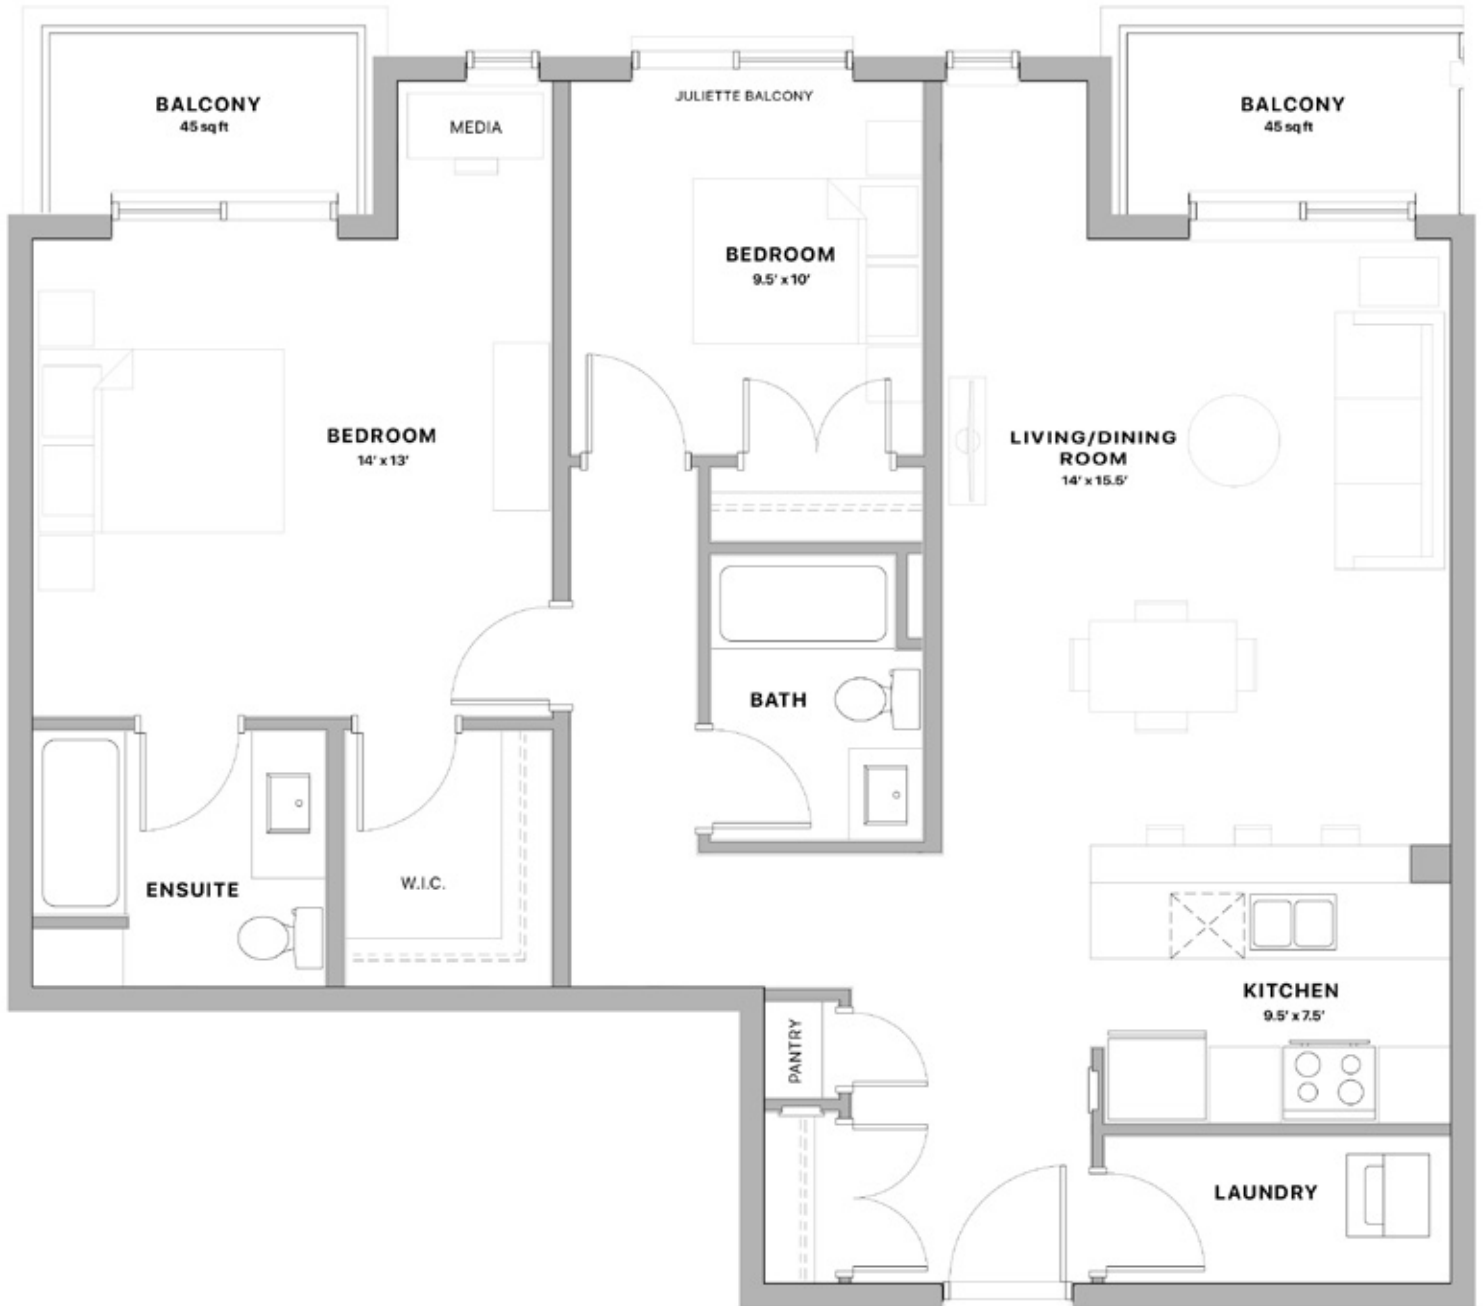 BALCONY
45 sq ft
MEDIA
JULIETTE BALCONY
BALCONY
45 sq ft
BEDROOM
9.5' x 10'
BEDROOM
14' x 13'
LIVING/DINING
ROOM
14' x 15.5'
BATH
ENSUITE
W.I.C.
KITCHEN
9.5' x 7.5'
PANTRY
LAUNDRY